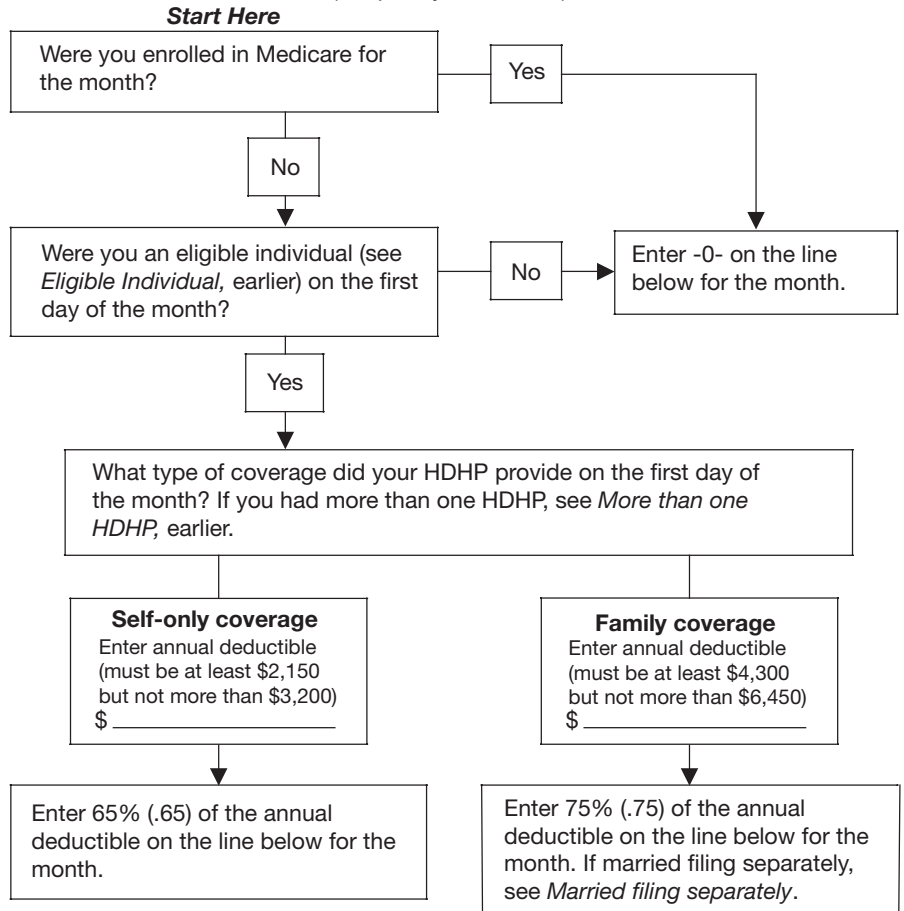 Start Here
Were you enrolled in Medicare for
the month?
Yes
No
Were you an eligible individual (see
Eligible Individual, earlier) on the first
day of the month?
No
Enter -0- on the line
below for the month.
Yes
What type of coverage did your HDHP provide on the first day of
the month? If you had more than one HDHP, see More than one
HDHP, earlier.
Self-only coverage
Enter annual deductible
(must be at least $2,150
but not more than $3,200)
$ ____________________
Family coverage
Enter annual deductible
(must be at least $4,300
but not more than $6,450)
$ ____________________
Enter 65% (.65) of the annual
deductible on the line below for the
month.
Enter 75% (.75) of the annual
deductible on the line below for the
month. If married filing separately,
see Married filing separately.